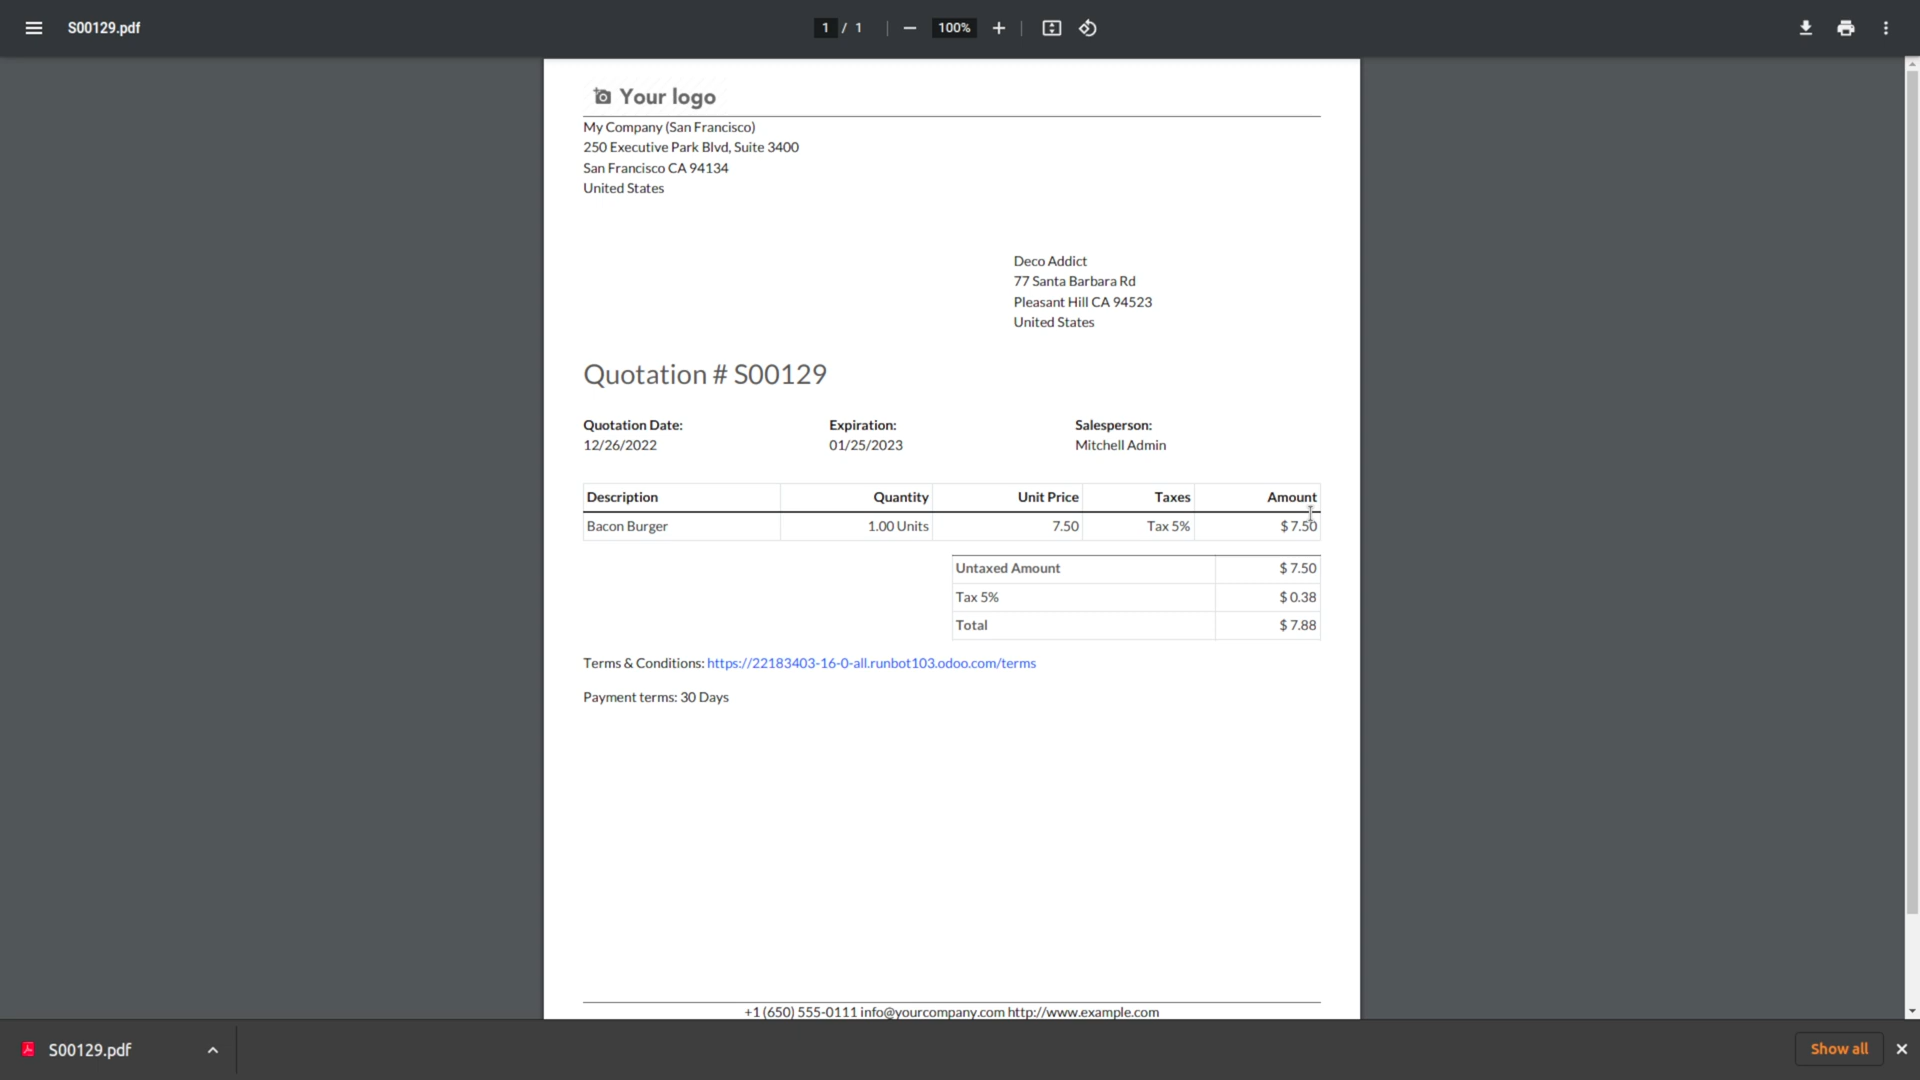 S00129.pdf
1 / 1
100%
Your logo
My Company (San Francisco)
250 Executive Park Blvd, Suite 3400
San Francisco CA 94134
United States
Deco Addict
77 Santa Barbara Rd
Pleasant Hill CA 94523
United States
Quotation # S00129
Quotation Date: Expiration: Salesperson:
12/26/2022 01/25/2023 Mitchell Admin
Description Quantity Unit Price Taxes Amount
Bacon Burger 1.00 Units 7.50 Tax 5% $ 7.50
Untaxed Amount $ 7.50
Tax 5% $ 0.38
Total $ 7.88
Terms & Conditions: https://22183403-16-0-all.runbot103.odoo.com/terms
Payment terms: 30 Days
+1 (650) 555-0111 info@yourcompany.com http://www.example.com
S00129.pdf
Show all